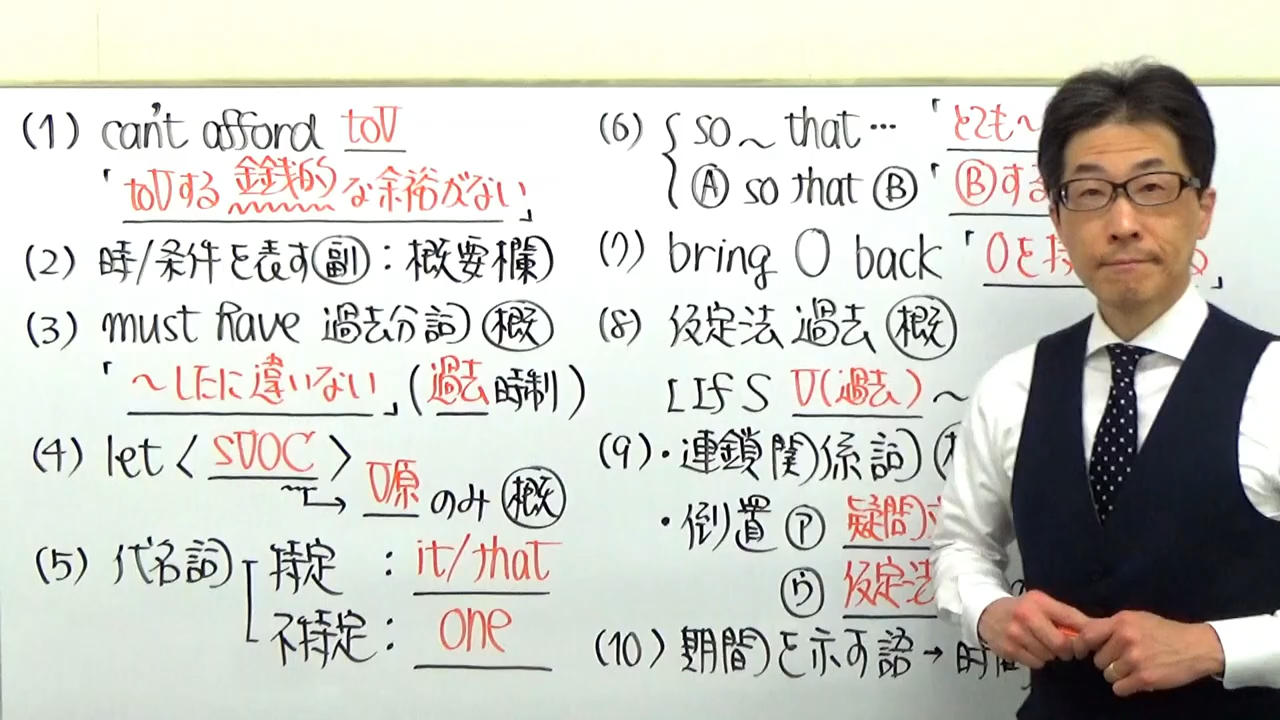 (1) can't afford toV
「toVする金銭的な余裕がない」
(2) 時/条件を表す副:概要欄
(3) must have 過去分詞 概
「〜したに違いない」(過去時制)
(4) let〈SVOC〉
→V原のみ 概
(5) 代名詞 特定 : it/that
不特定 : one
(6) so〜that… 「とても〜
A so that B 「Bする
(7) bring O back 「Oを
(8) 仮定法過去 概
[If S V(過去)〜
(9)・連鎖関係詞
・倒置 ア 疑問
ウ 仮定法
(10) 期間を示す語→時